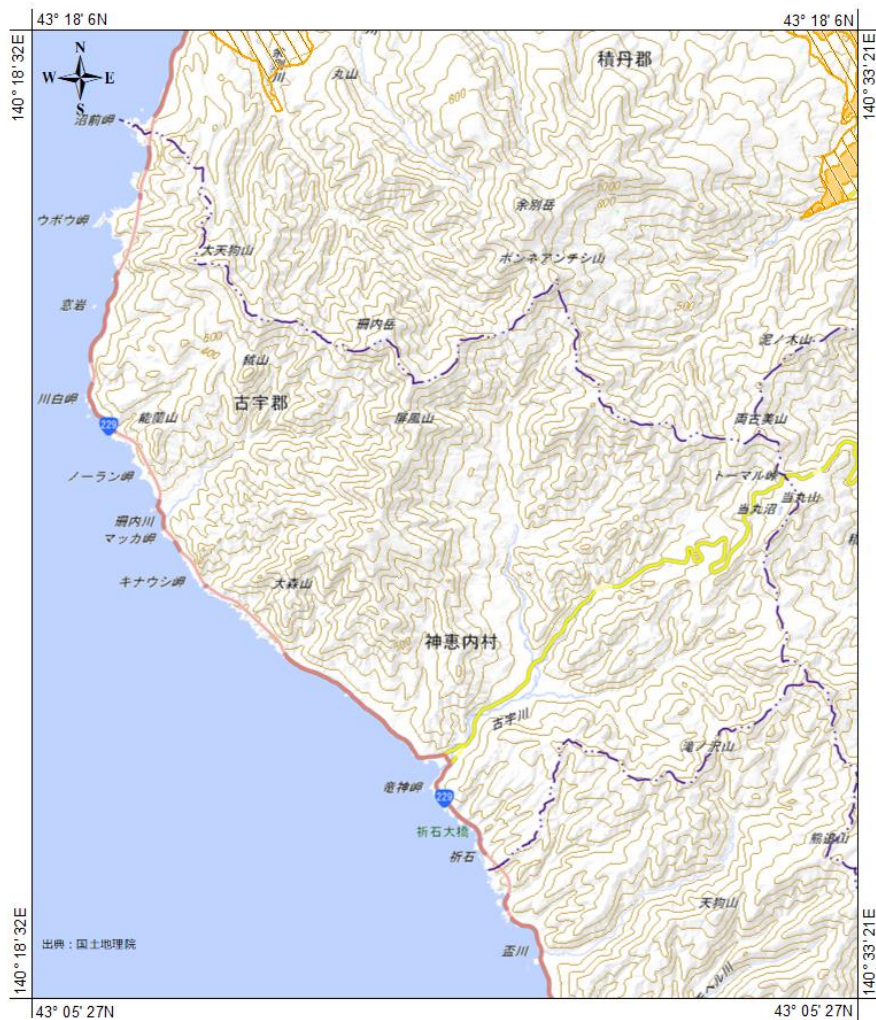 43° 18' 6N
43° 18' 6N
140° 18' 32E
140° 33' 21E
N
W
E
S
積丹郡
丸山
800
沼前岬
余別岳
1000
800
ウボウ岬
大天狗山
ポンネアンチシ山
窓岩
500
珊内岳
泥ノ木山
600
400
絨山
川白岬
古宇郡
能蘭山
屏風山
両古美山
229
ノーラン岬
トーマル峠
当丸山
当丸沼
珊内川
マッカ岬
キナウシ岬
大森山
神恵内村
古宇川
滝ノ沢山
竜神岬
229
祈石大橋
熊追山
祈石
天狗山
140° 18' 32E
140° 33' 21E
出典：国土地理院
盃川
43° 05' 27N
43° 05' 27N